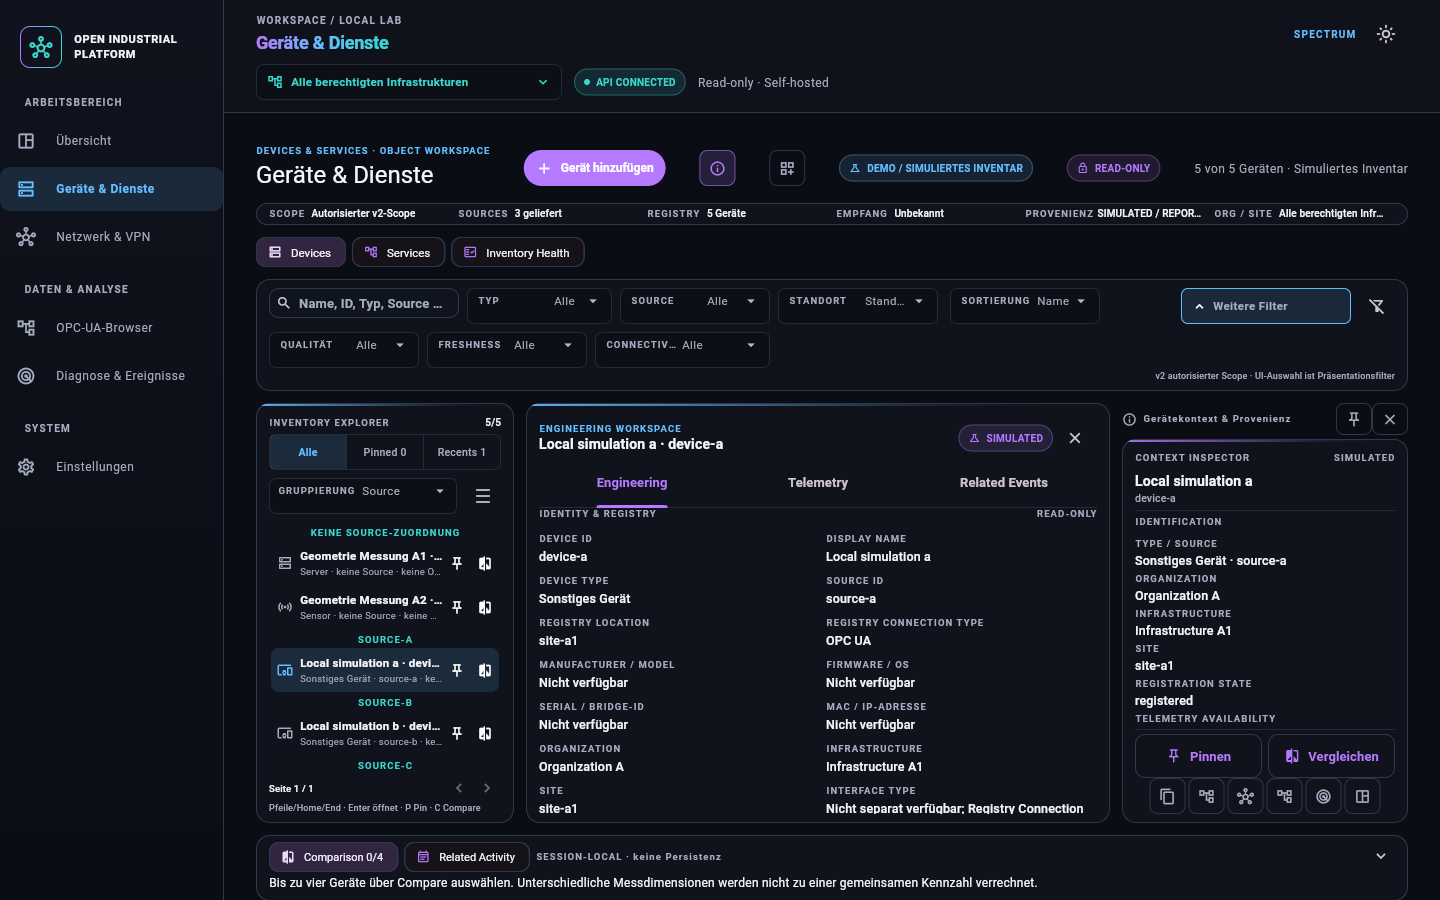 OPEN INDUSTRIAL
PLATFORM
ARBEITSBEREICH
Übersicht
Geräte & Dienste
Netzwerk & VPN
DATEN & ANALYSE
OPC-UA-Browser
Diagnose & Ereignisse
SYSTEM
Einstellungen
WORKSPACE / LOCAL LAB
Geräte & Dienste
SPECTRUM
Alle berechtigten Infrastrukturen
API CONNECTED
Read-only · Self-hosted
DEVICES & SERVICES · OBJECT WORKSPACE
Geräte & Dienste
Gerät hinzufügen
DEMO / SIMULIERTES INVENTAR
READ-ONLY
5 von 5 Geräten · Simuliertes Inventar
SCOPE Autorisierter v2-Scope
SOURCES 3 geliefert
REGISTRY 5 Geräte
EMPFANG Unbekannt
PROVENIENZ SIMULATED / REPOR...
ORG / SITE Alle berechtigten Infr...
Devices
Services
Inventory Health
Name, ID, Typ, Source ...
TYP Alle
SOURCE Alle
STANDORT Stand...
SORTIERUNG Name
Weitere Filter
QUALITÄT Alle
FRESHNESS Alle
CONNECTIV... Alle
v2 autorisierter Scope · UI-Auswahl ist Präsentationsfilter
INVENTORY EXPLORER 5/5
Alle
Pinned 0
Recents 1
GRUPPIERUNG Source
KEINE SOURCE-ZUORDNUNG
Geometrie Messung A1 ·...
Server · keine Source · keine O...
Geometrie Messung A2 ·...
Sensor · keine Source · keine ...
SOURCE-A
Local simulation a · devi...
Sonstiges Gerät · source-a · ke...
SOURCE-B
Local simulation b · devi...
Sonstiges Gerät · source-b · ke...
SOURCE-C
Seite 1 / 1
Pfeile/Home/End · Enter öffnet · P Pin · C Compare
ENGINEERING WORKSPACE
Local simulation a · device-a
SIMULATED
Engineering
Telemetry
Related Events
IDENTITY & REGISTRY READ-ONLY
DEVICE ID
device-a
DISPLAY NAME
Local simulation a
DEVICE TYPE
Sonstiges Gerät
SOURCE ID
source-a
REGISTRY LOCATION
site-a1
REGISTRY CONNECTION TYPE
OPC UA
MANUFACTURER / MODEL
Nicht verfügbar
FIRMWARE / OS
Nicht verfügbar
SERIAL / BRIDGE-ID
Nicht verfügbar
MAC / IP-ADRESSE
Nicht verfügbar
ORGANIZATION
Organization A
INFRASTRUCTURE
Infrastructure A1
SITE
site-a1
INTERFACE TYPE
Nicht separat verfügbar; Registry Connection
Gerätekontext & Provenienz
CONTEXT INSPECTOR SIMULATED
Local simulation a
device-a
IDENTIFICATION
TYPE / SOURCE
Sonstiges Gerät · source-a
ORGANIZATION
Organization A
INFRASTRUCTURE
Infrastructure A1
SITE
site-a1
REGISTRATION STATE
registered
TELEMETRY AVAILABILITY
Pinnen
Vergleichen
Comparison 0/4
Related Activity
SESSION-LOCAL · keine Persistenz
Bis zu vier Geräte über Compare auswählen. Unterschiedliche Messdimensionen werden nicht zu einer gemeinsamen Kennzahl verrechnet.